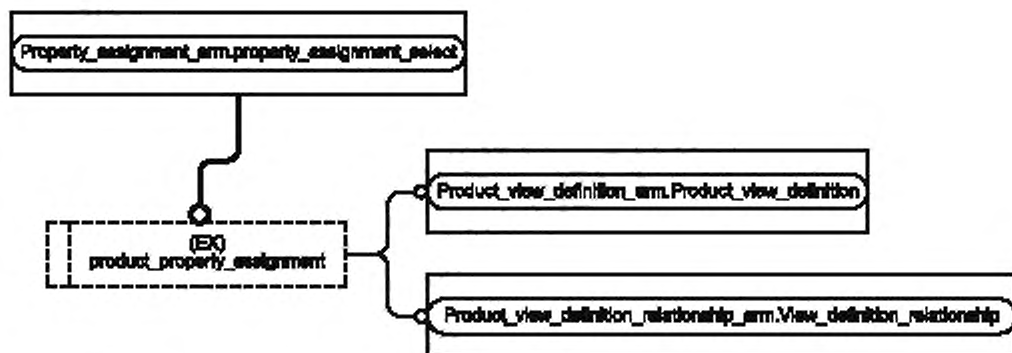 Property_assignment_arm.property_assignment_select
Product_view_definition_arm.Product_view_definition
(EX)
product_property_assignment
Product_view_definition_relationship_arm.View_definition_relationship